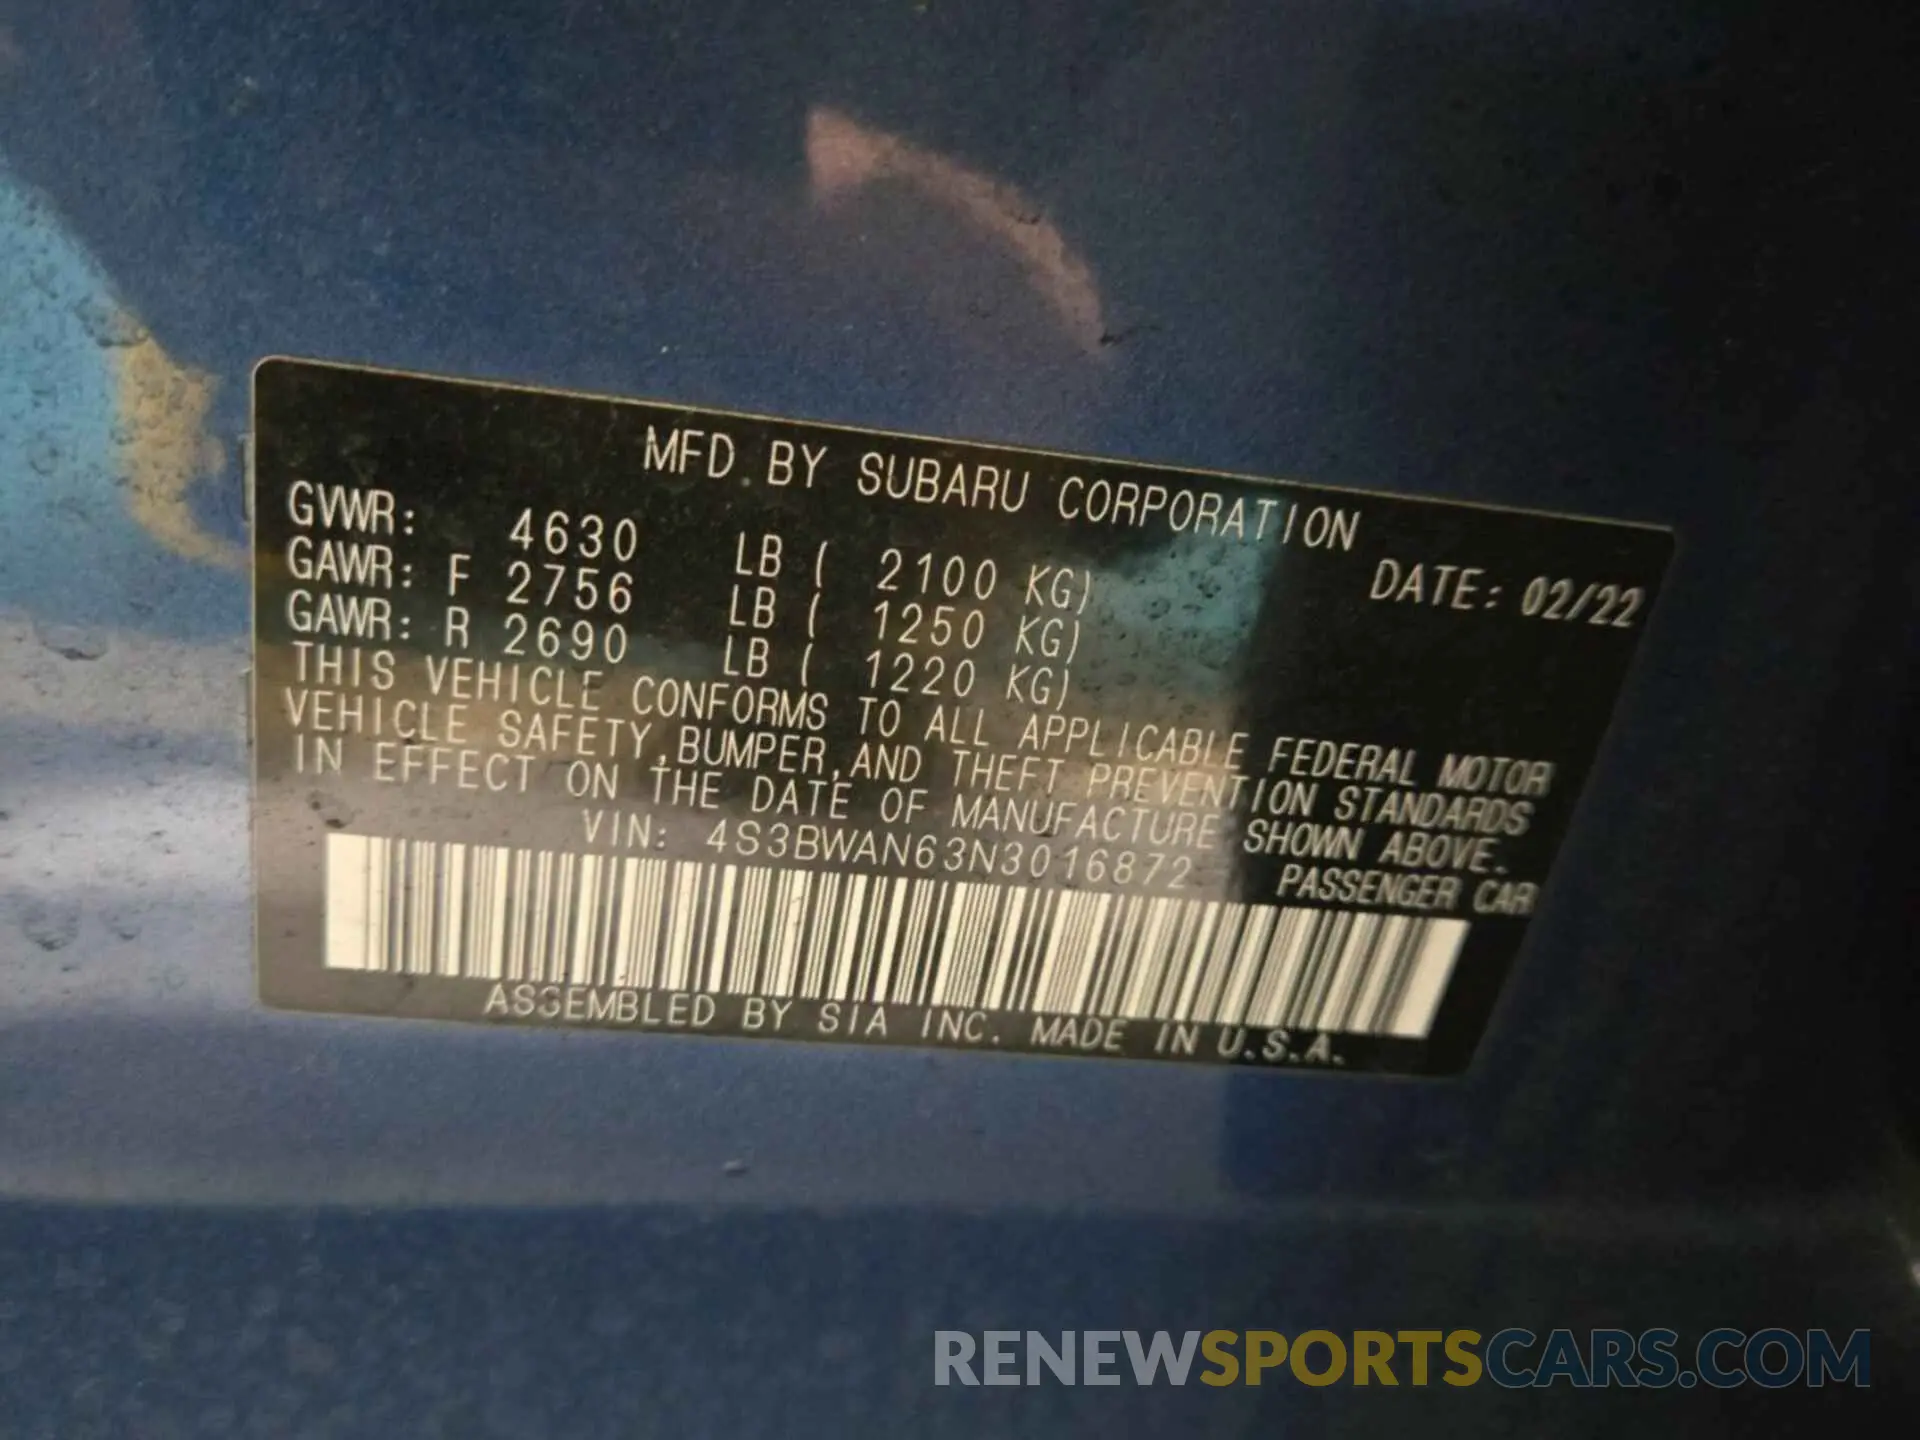 MFD. BY SUBARU CORPORATION
GVWR: 4630 LB ( 2100 KG) DATE: 02/22
GAWR: F 2756 LB ( 1250 KG)
GAWR: R 2690 LB ( 1220 KG)
THIS VEHICLE CONFORMS TO ALL APPLICABLE FEDERAL MOTOR
VEHICLE SAFETY, BUMPER, AND THEFT PREVENTION STANDARDS
IN EFFECT ON THE DATE OF MANUFACTURE SHOWN ABOVE.
VIN: 4S3BWAN63N3016872 PASSENGER CAR
ASSEMBLED BY SIA INC. MADE IN U.S.A.
RENEWSPORTSCARS.COM